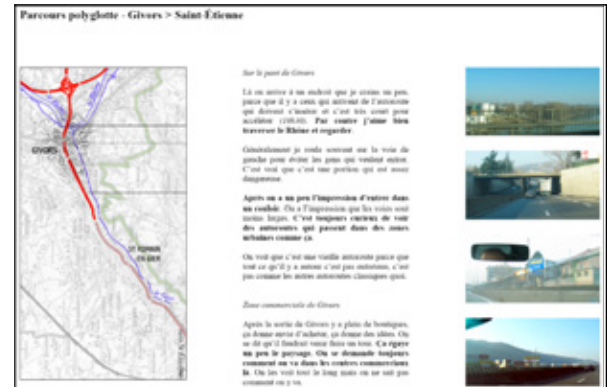 Parcours polyglotte - Givors > Saint-Étienne
GIVORS
ST ROMAIN
EN GIER
Sur le pont de Givors
Là on arrive à un endroit que je crains un peu,
parce que il y a ceux qui arrivent de l'autoroute
qui doivent s'insérer et c'est très court pour
accélérer. Par contre j'aime bien
traverser le Rhône et regarder.
Généralement je roule souvent sur la voie de
gauche pour éviter les gens qui veulent entrer.
C'est vrai que c'est une portion qui est assez
dangereuse.
Après on a un peu l'impression d'entrer dans
un couloir. On a l'impression que les voies sont
moins larges. C'est toujours curieux de voir
des autoroutes qui passent dans des zones
urbaines comme ça.
On voit que c'est une vieille autoroute parce que
tout ce qu'il y a autour c'est pas entretenu, c'est
pas comme les autres autoroutes classiques quoi.
Zone commerciale de Givors
Après la sortie de Givors y a plein de boutiques,
ça donne envie d'acheter, ça donne des idées. On
se dit qu'il faudrait venir faire un tour. Ça égaye
un peu le paysage. On se demande toujours
comment on va dans les centres commerciaux
là. On les voit tout le long mais on ne sait pas
comment on y va.